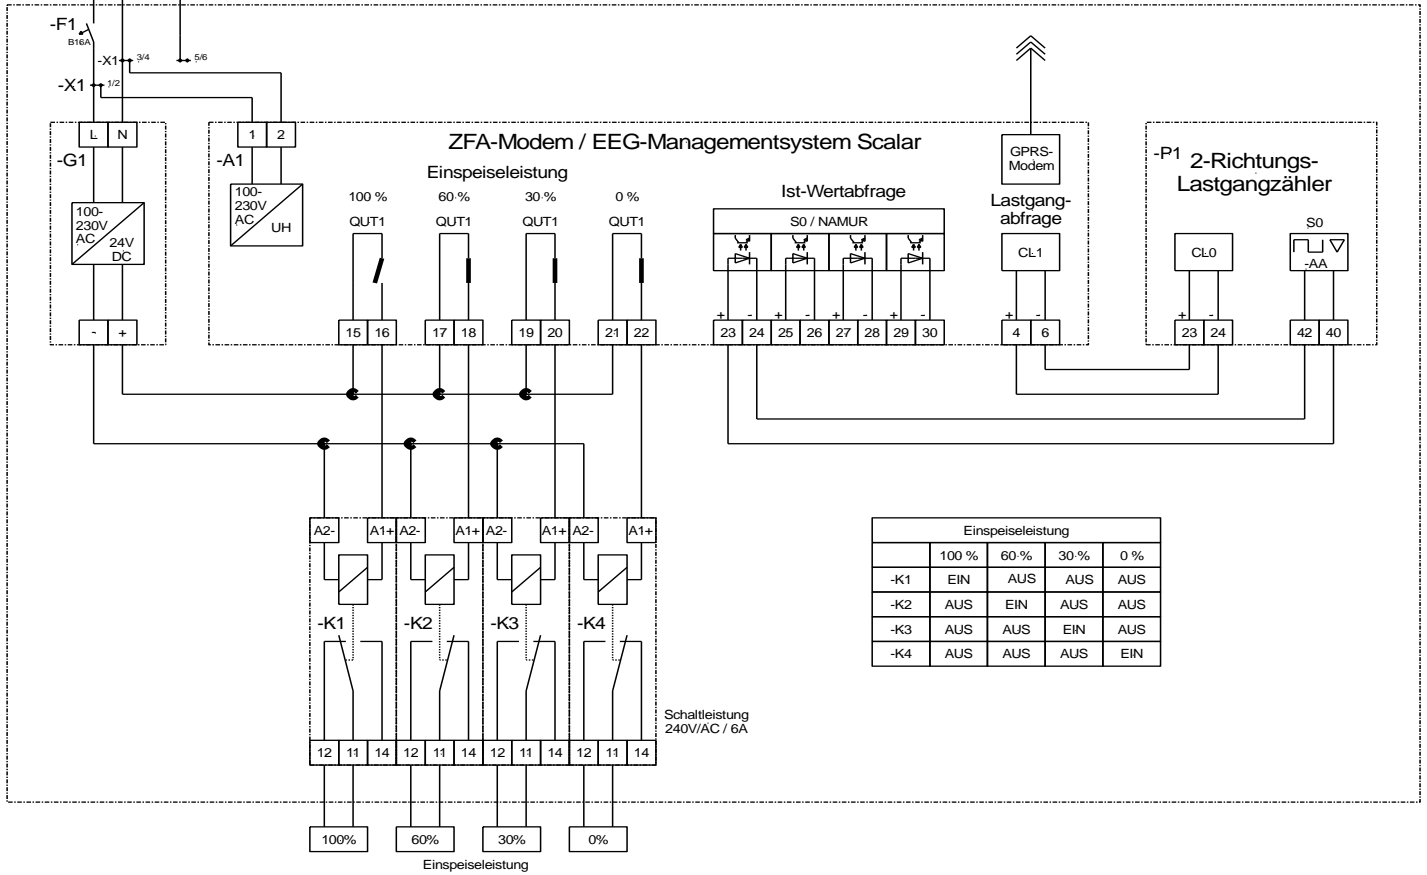 -F1
B16A
-X1 3/4 5/6
-X1 1/2
L N
-G1
100-
230V
AC
24V
DC
- +
1 2
-A1
100-
230V
AC
UH
ZFA-Modem / EEG-Managementsystem Scalar
Einspeiseleistung
100 % 60 % 30 % 0 %
QUT1 QUT1 QUT1 QUT1
15 16 17 18 19 20 21 22
Ist-Wertabfrage
S0 / NAMUR
+ - + - + - + -
23 24 25 26 27 28 29 30
GPRS-
Modem
Lastgang-
abfrage
CL1
+ -
4 6
-P1 2-Richtungs-
Lastgangzähler
CL0
+ -
23 24
S0
-AA
42 40
A2- A1+ A2- A1+ A2- A1+ A2- A1+
-K1 -K2 -K3 -K4
Schaltleistung
240V/AC / 6A
12 11 14 12 11 14 12 11 14 12 11 14
100% 60% 30% 0%
Einspeiseleistung
Einspeiseleistung
100 % 60 % 30 % 0 %
-K1 EIN AUS AUS AUS
-K2 AUS EIN AUS AUS
-K3 AUS AUS EIN AUS
-K4 AUS AUS AUS EIN